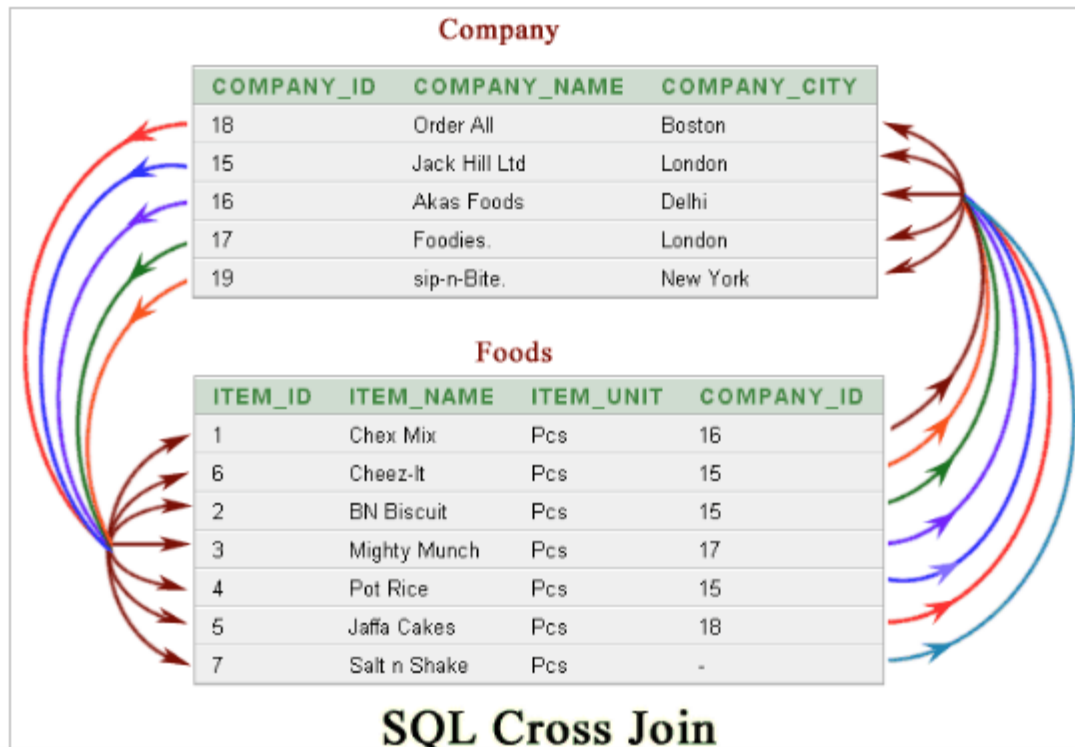 Company
COMPANY_ID COMPANY_NAME COMPANY_CITY
18 Order All Boston
15 Jack Hill Ltd London
16 Akas Foods Delhi
17 Foodies. London
19 sip-n-Bite. New York
Foods
ITEM_ID ITEM_NAME ITEM_UNIT COMPANY_ID
1 Chex Mix Pcs 16
6 Cheez-It Pcs 15
2 BN Biscuit Pcs 15
3 Mighty Munch Pcs 17
4 Pot Rice Pcs 15
5 Jaffa Cakes Pcs 18
7 Salt n Shake Pcs -
SQL Cross Join